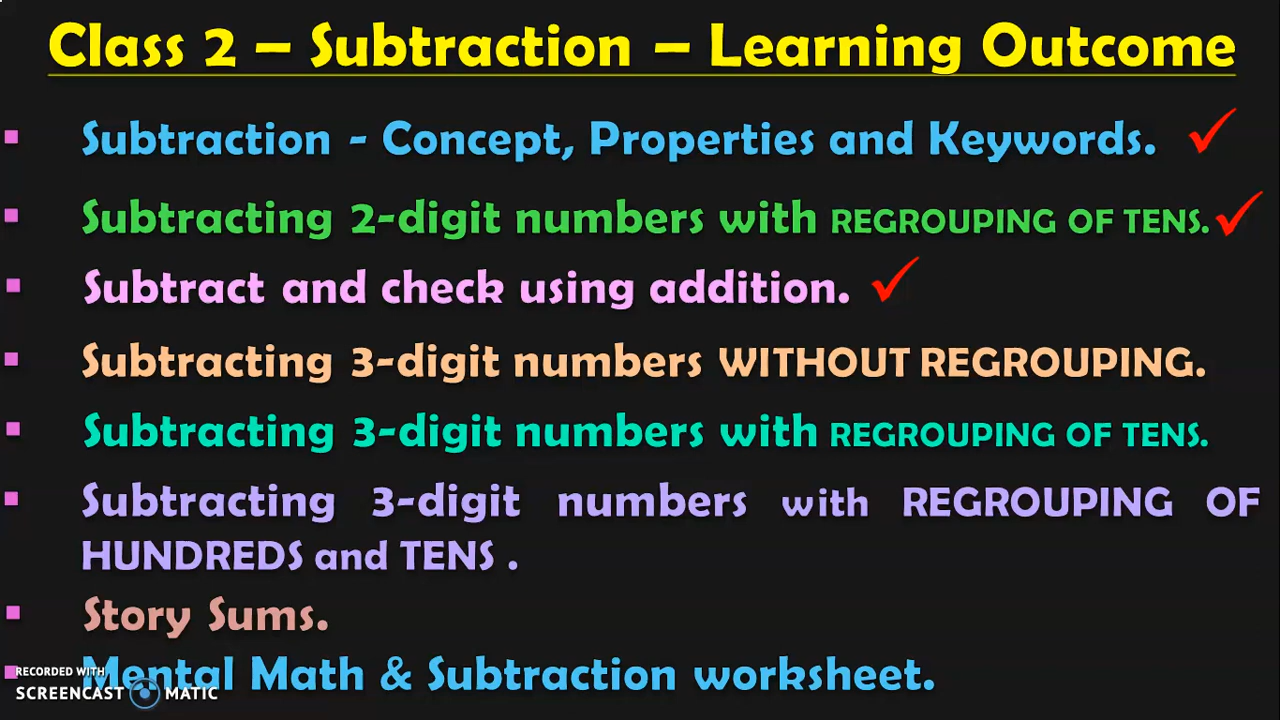 Class 2 – Subtraction – Learning Outcome
Subtraction - Concept, Properties and Keywords.
Subtracting 2-digit numbers with REGROUPING OF TENS.
Subtract and check using addition.
Subtracting 3-digit numbers WITHOUT REGROUPING.
Subtracting 3-digit numbers with REGROUPING OF TENS.
Subtracting 3-digit numbers with REGROUPING OF
HUNDREDS and TENS .
Story Sums.
Mental Math & Subtraction worksheet.
RECORDED WITH
SCREENCAST MATIC